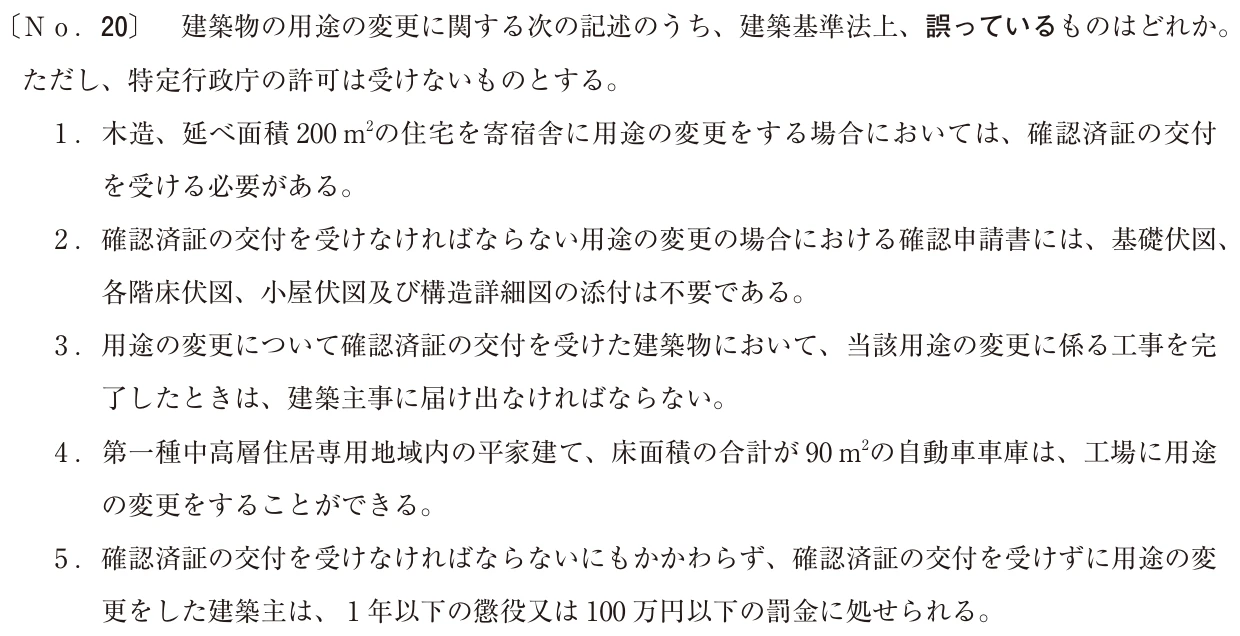 〔Ｎｏ．20〕　建築物の用途の変更に関する次の記述のうち、建築基準法上、誤っているものはどれか。
ただし、特定行政庁の許可は受けないものとする。
1．木造、延べ面積 200 m²の住宅を寄宿舎に用途の変更をする場合においては、確認済証の交付
を受ける必要がある。
2．確認済証の交付を受けなければならない用途の変更の場合における確認申請書には、基礎伏図、
各階床伏図、小屋伏図及び構造詳細図の添付は不要である。
3．用途の変更について確認済証の交付を受けた建築物において、当該用途の変更に係る工事を完
了したときは、建築主事に届け出なければならない。
4．第一種中高層住居専用地域内の平家建て、床面積の合計が 90 m²の自動車車庫は、工場に用途
の変更をすることができる。
5．確認済証の交付を受けなければならないにもかかわらず、確認済証の交付を受けずに用途の変
更をした建築主は、1 年以下の懲役又は 100 万円以下の罰金に処せられる。